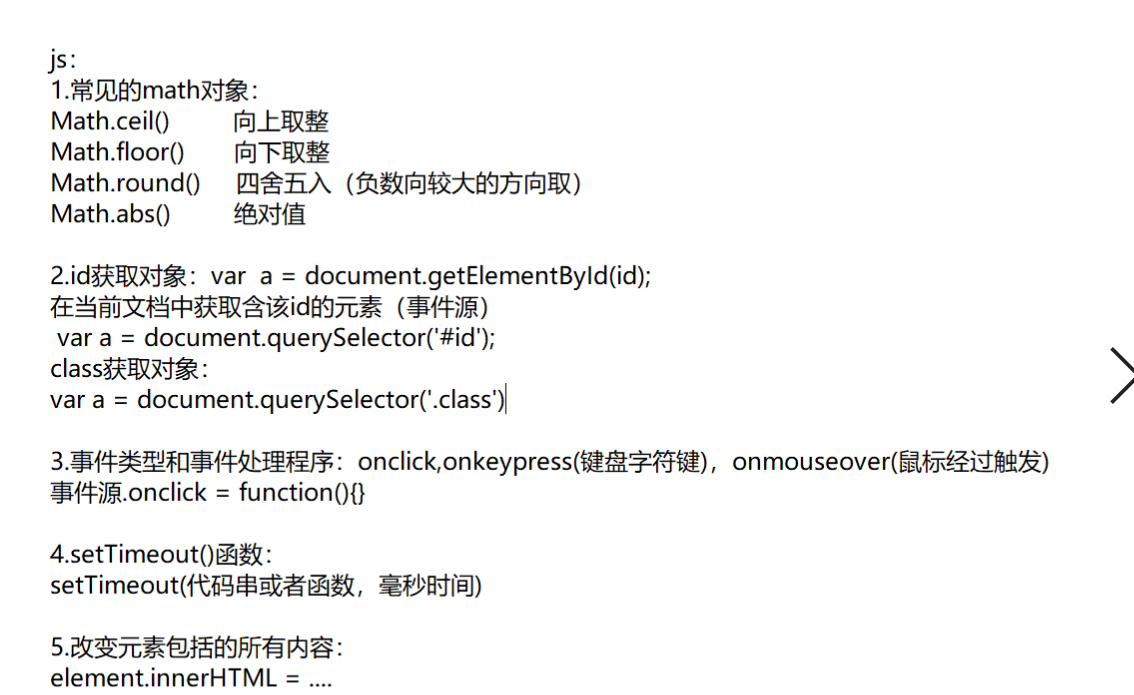 js：
1.常见的math对象：
Math.ceil() 向上取整
Math.floor() 向下取整
Math.round() 四舍五入（负数向较大的方向取）
Math.abs() 绝对值
2.id获取对象：var a = document.getElementById(id);
在当前文档中获取含该id的元素（事件源）
var a = document.querySelector('#id');
class获取对象：
var a = document.querySelector('.class')
3.事件类型和事件处理程序：onclick,onkeypress(键盘字符键)，onmouseover(鼠标经过触发)
事件源.onclick = function(){}
4.setTimeout()函数：
setTimeout(代码串或者函数，毫秒时间)
5.改变元素包括的所有内容：
element.innerHTML = ....